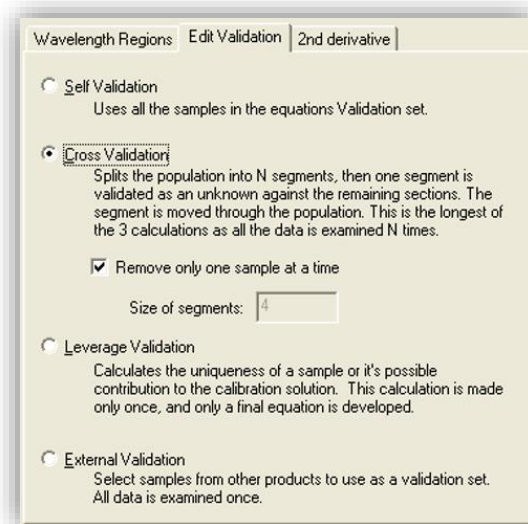 Wavelength Regions Edit Validation 2nd derivative
Self Validation
Uses all the samples in the equations Validation set.
Cross Validation
Splits the population into N segments, then one segment is
validated as an unknown against the remaining sections. The
segment is moved through the population. This is the longest of
the 3 calculations as all the data is examined N times.
Remove only one sample at a time
Size of segments: 4
Leverage Validation
Calculates the uniqueness of a sample or it's possible
contribution to the calibration solution. This calculation is made
only once, and only a final equation is developed.
External Validation
Select samples from other products to use as a validation set.
All data is examined once.